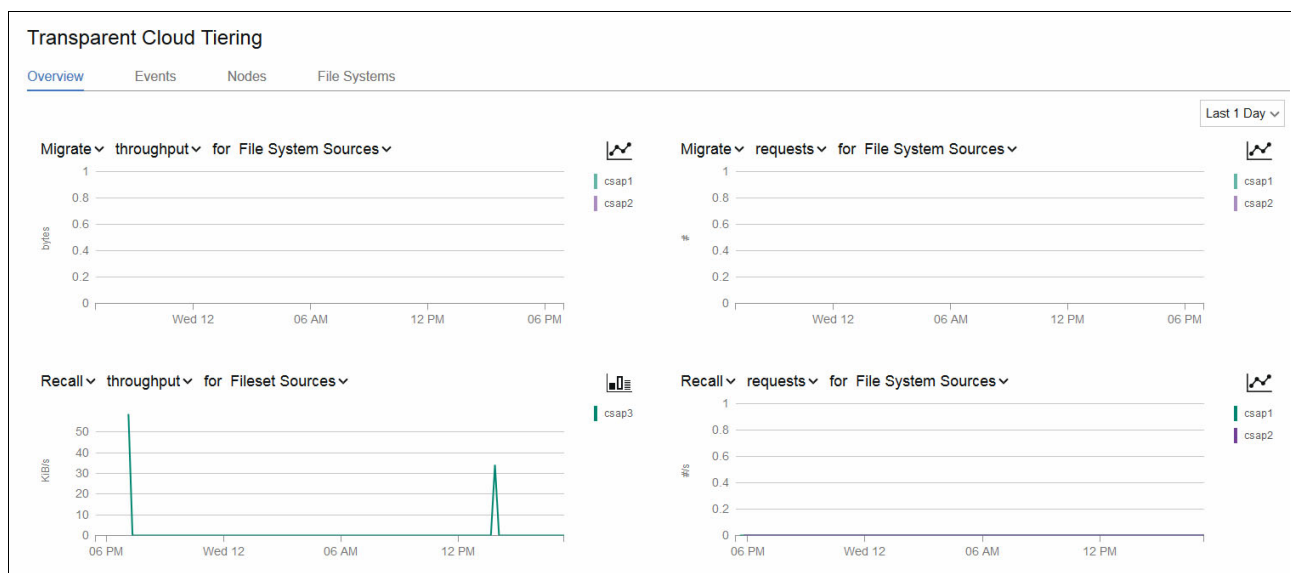 Transparent Cloud Tiering
Overview Events Nodes File Systems
Last 1 Day
Migrate throughput for File System Sources
1
0.8
0.6
0.4
0.2
0
bytes
Wed 12 06 AM 12 PM 06 PM
csap1
csap2
Migrate requests for File System Sources
1
0.8
0.6
0.4
0.2
0
%
Wed 12 06 AM 12 PM 06 PM
csap1
csap2
Recall throughput for Fileset Sources
50
40
30
20
10
0
KiB/s
06 PM Wed 12 06 AM 12 PM
csap3
Recall requests for File System Sources
1
0.8
0.6
0.4
0.2
0
#/s
06 PM Wed 12 06 AM 12 PM
csap1
csap2